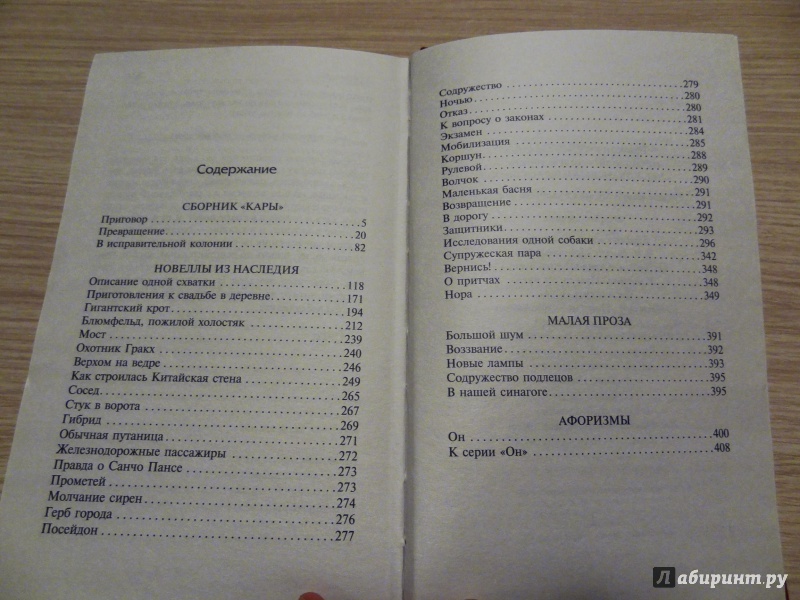 Содержание
СБОРНИК «КАРЫ»
Приговор 5
Превращение 20
В исправительной колонии 82
НОВЕЛЛЫ ИЗ НАСЛЕДИЯ
Описание одной схватки 118
Приготовления к свадьбе в деревне 171
Гигантский крот 194
Блюмфельд, пожилой холостяк 212
Мост 239
Охотник Гракх 240
Верхом на ведре 246
Как строилась Китайская стена 249
Сосед 265
Стук в ворота 267
Гибрид 269
Обычная путаница 271
Железнодорожные пассажиры 272
Правда о Санчо Пансе 273
Прометей 273
Молчание сирен 274
Герб города 276
Посейдон 277
Содружество 279
Ночью 280
Отказ 280
К вопросу о законах 281
Экзамен 284
Мобилизация 285
Коршун 288
Рулевой 289
Волчок 290
Маленькая басня 291
Возвращение 291
В дорогу 292
Защитники 293
Исследования одной собаки 296
Супружеская пара 342
Вернись! 348
О притчах 348
Нора 349
МАЛАЯ ПРОЗА
Большой шум 391
Воззвание 392
Новые лампы 393
Содружество подлецов 395
В нашей синагоге 395
АФОРИЗМЫ
Он 400
К серии «Он» 408
Лабиринт.ру